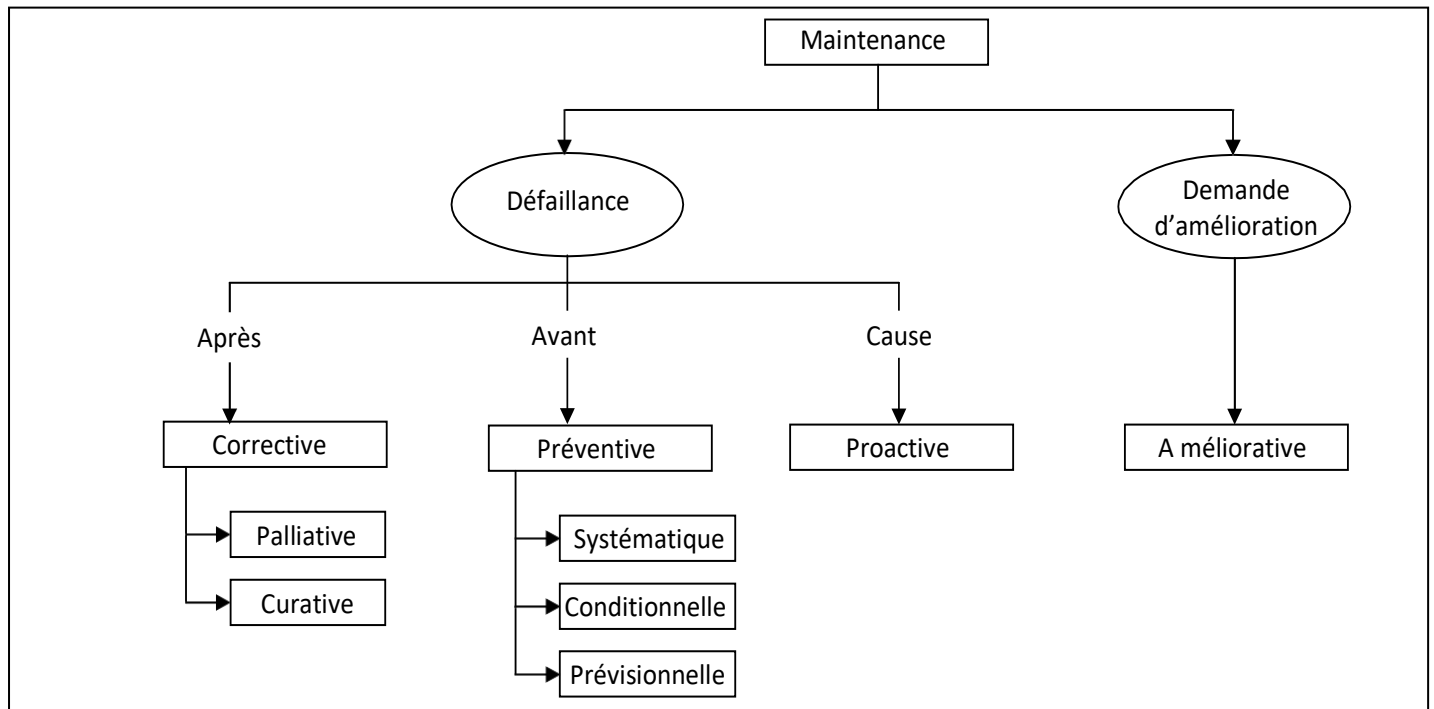 Maintenance
Défaillance
Demande
d'amélioration
Après
Avant
Cause
Corrective
Préventive
Proactive
A méliorative
Palliative
Systématique
Curative
Conditionnelle
Prévisionnelle